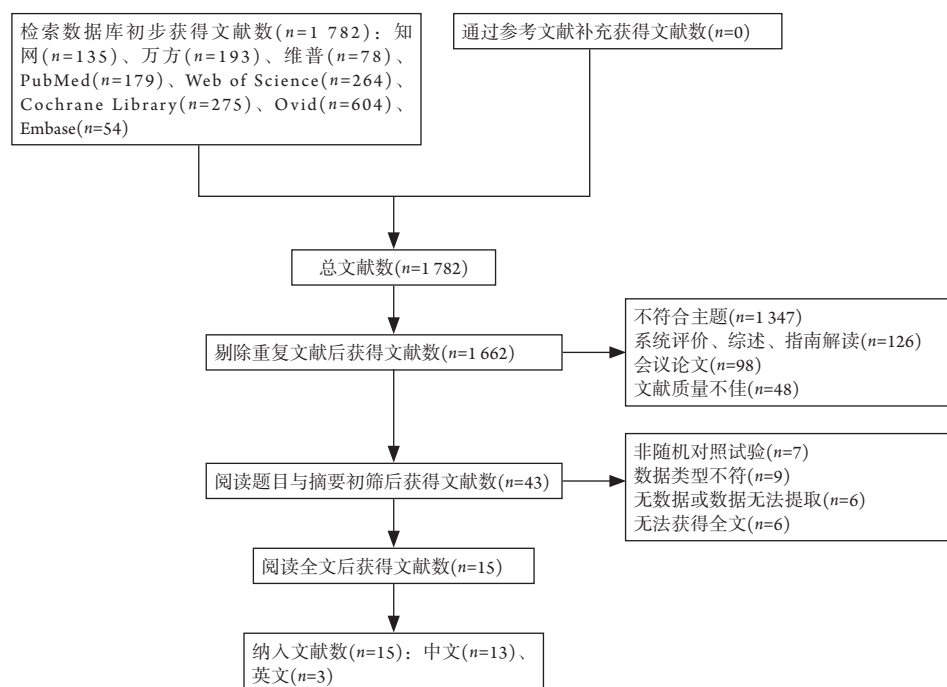 检索数据库初步获得文献数(n=1 782)：知
网(n=135)、万方(n=193)、维普(n=78)、
PubMed(n=179)、Web of Science(n=264)、
Cochrane Library(n=275)、Ovid(n=604)、
Embase(n=54)
通过参考文献补充获得文献数(n=0)
总文献数(n=1 782)
剔除重复文献后获得文献数(n=1 662)
不符合主题(n=1 347)
系统评价、综述、指南解读(n=126)
会议论文(n=98)
文献质量不佳(n=48)
阅读题目与摘要初筛后获得文献数(n=43)
非随机对照试验(n=7)
数据类型不符(n=9)
无数据或数据无法提取(n=6)
无法获得全文(n=6)
阅读全文后获得文献数(n=15)
纳入文献数(n=15)：中文(n=13)、
英文(n=3)